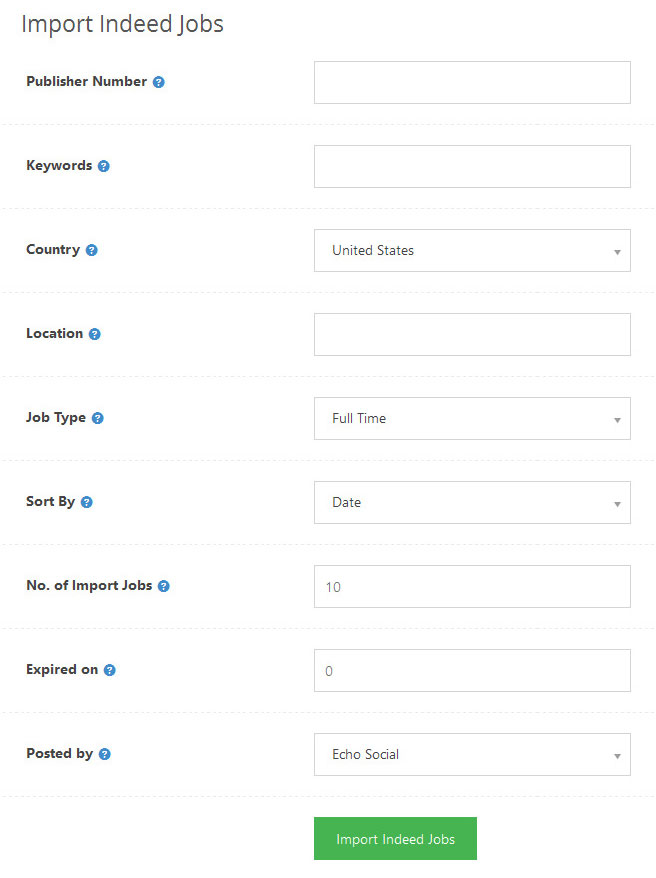 Import Indeed Jobs
Publisher Number
Keywords
Country United States
Location
Job Type Full Time
Sort By Date
No. of Import Jobs 10
Expired on 0
Posted by Echo Social
Import Indeed Jobs